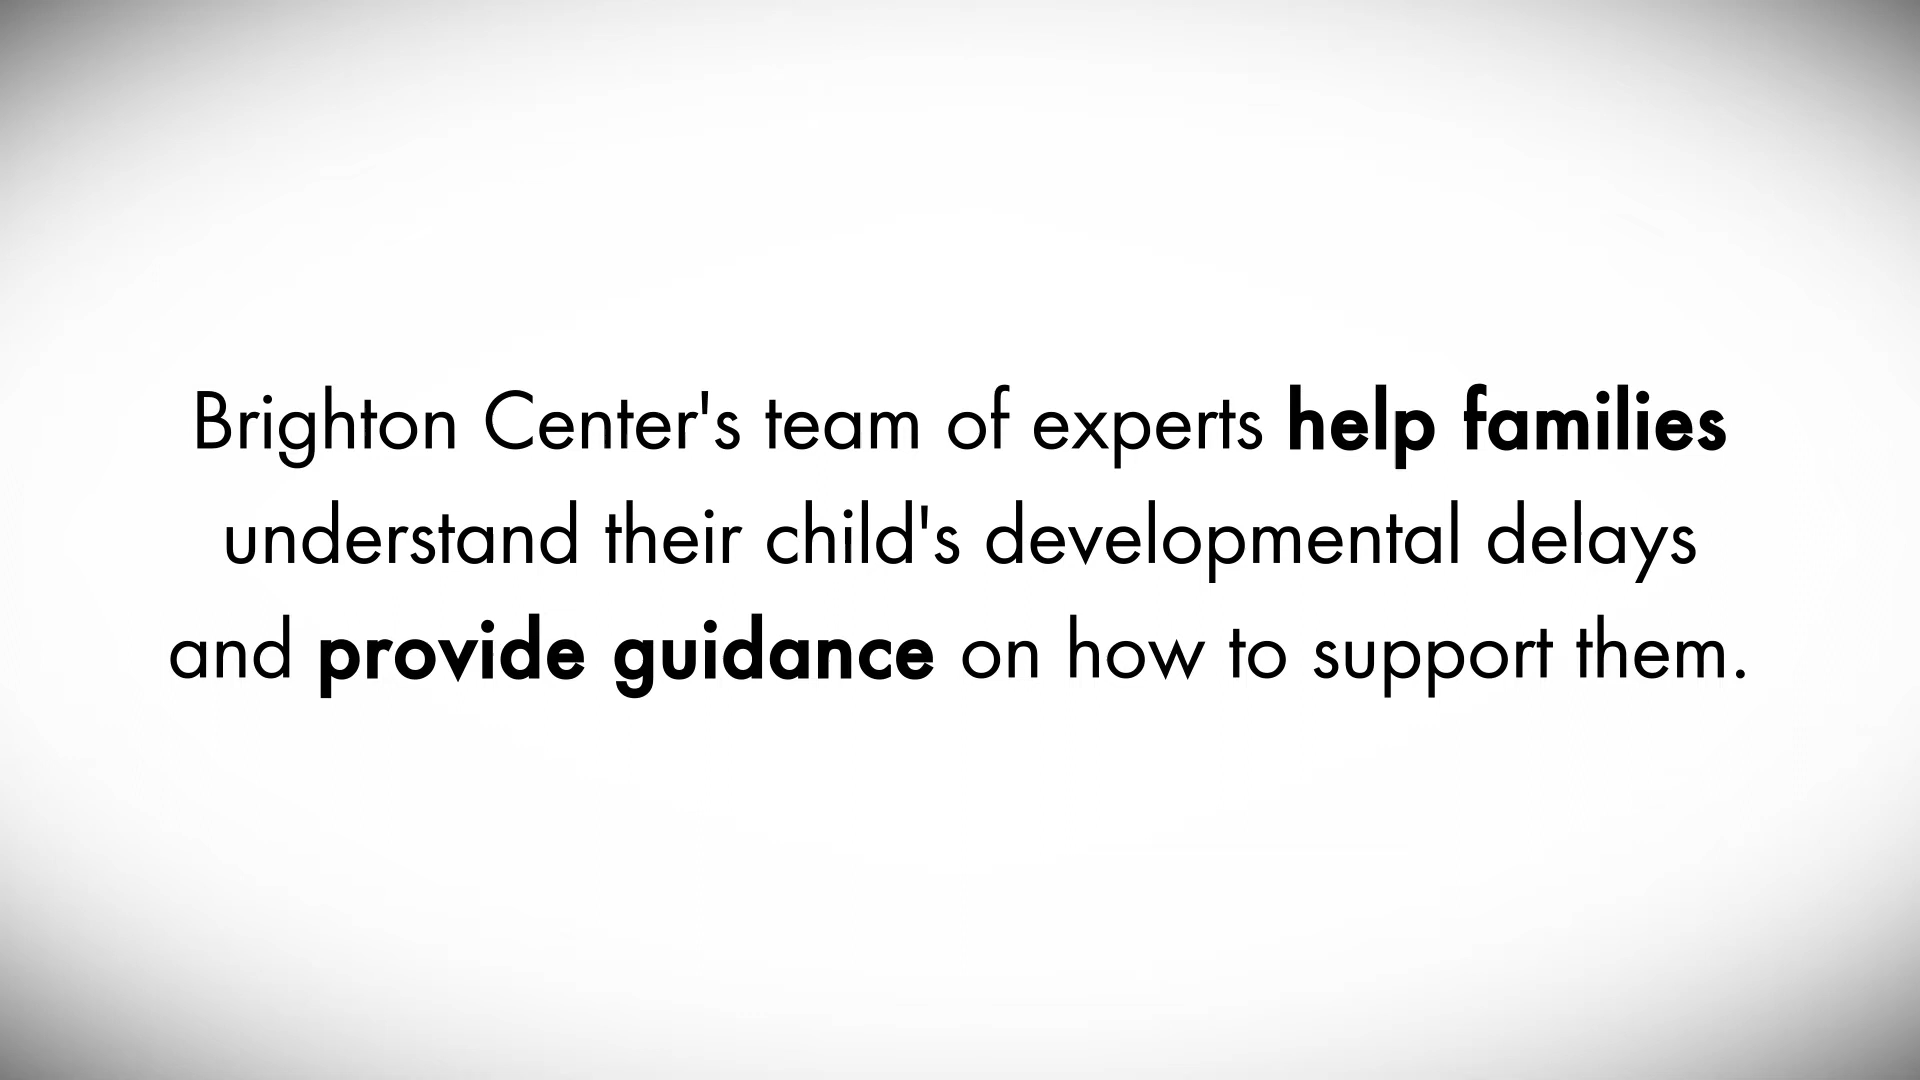 Brighton Center's team of experts help families
understand their child's developmental delays
and provide guidance on how to support them.